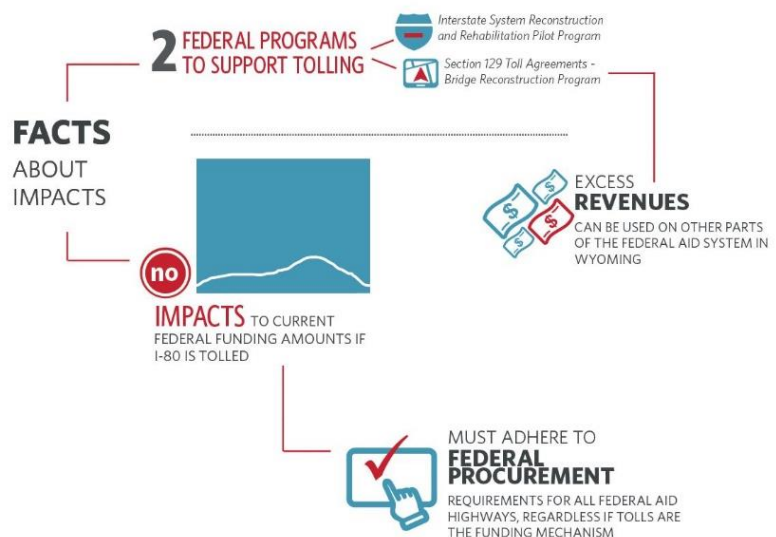 2 FEDERAL PROGRAMS
TO SUPPORT TOLLING
Interstate System Reconstruction
and Rehabilitation Pilot Program
Section 129 Toll Agreements -
Bridge Reconstruction Program
FACTS
ABOUT
IMPACTS
EXCESS
REVENUES
CAN BE USED ON OTHER PARTS
OF THE FEDERAL AID SYSTEM IN
WYOMING
no
IMPACTS TO CURRENT
FEDERAL FUNDING AMOUNTS IF
I-80 IS TOLLED
MUST ADHERE TO
FEDERAL
PROCUREMENT
REQUIREMENTS FOR ALL FEDERAL AID
HIGHWAYS, REGARDLESS IF TOLLS ARE
THE FUNDING MECHANISM